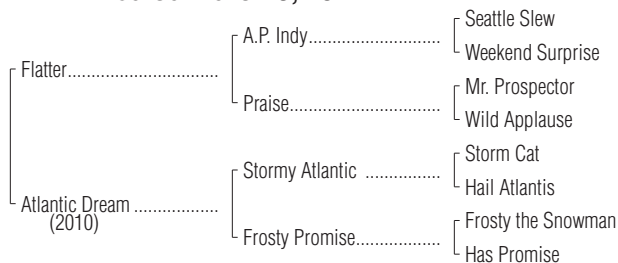 Flatter
A.P. Indy
Seattle Slew
Weekend Surprise
Praise
Mr. Prospector
Wild Applause
Atlantic Dream
(2010)
Stormy Atlantic
Storm Cat
Hail Atlantis
Frosty Promise
Frosty the Snowman
Has Promise